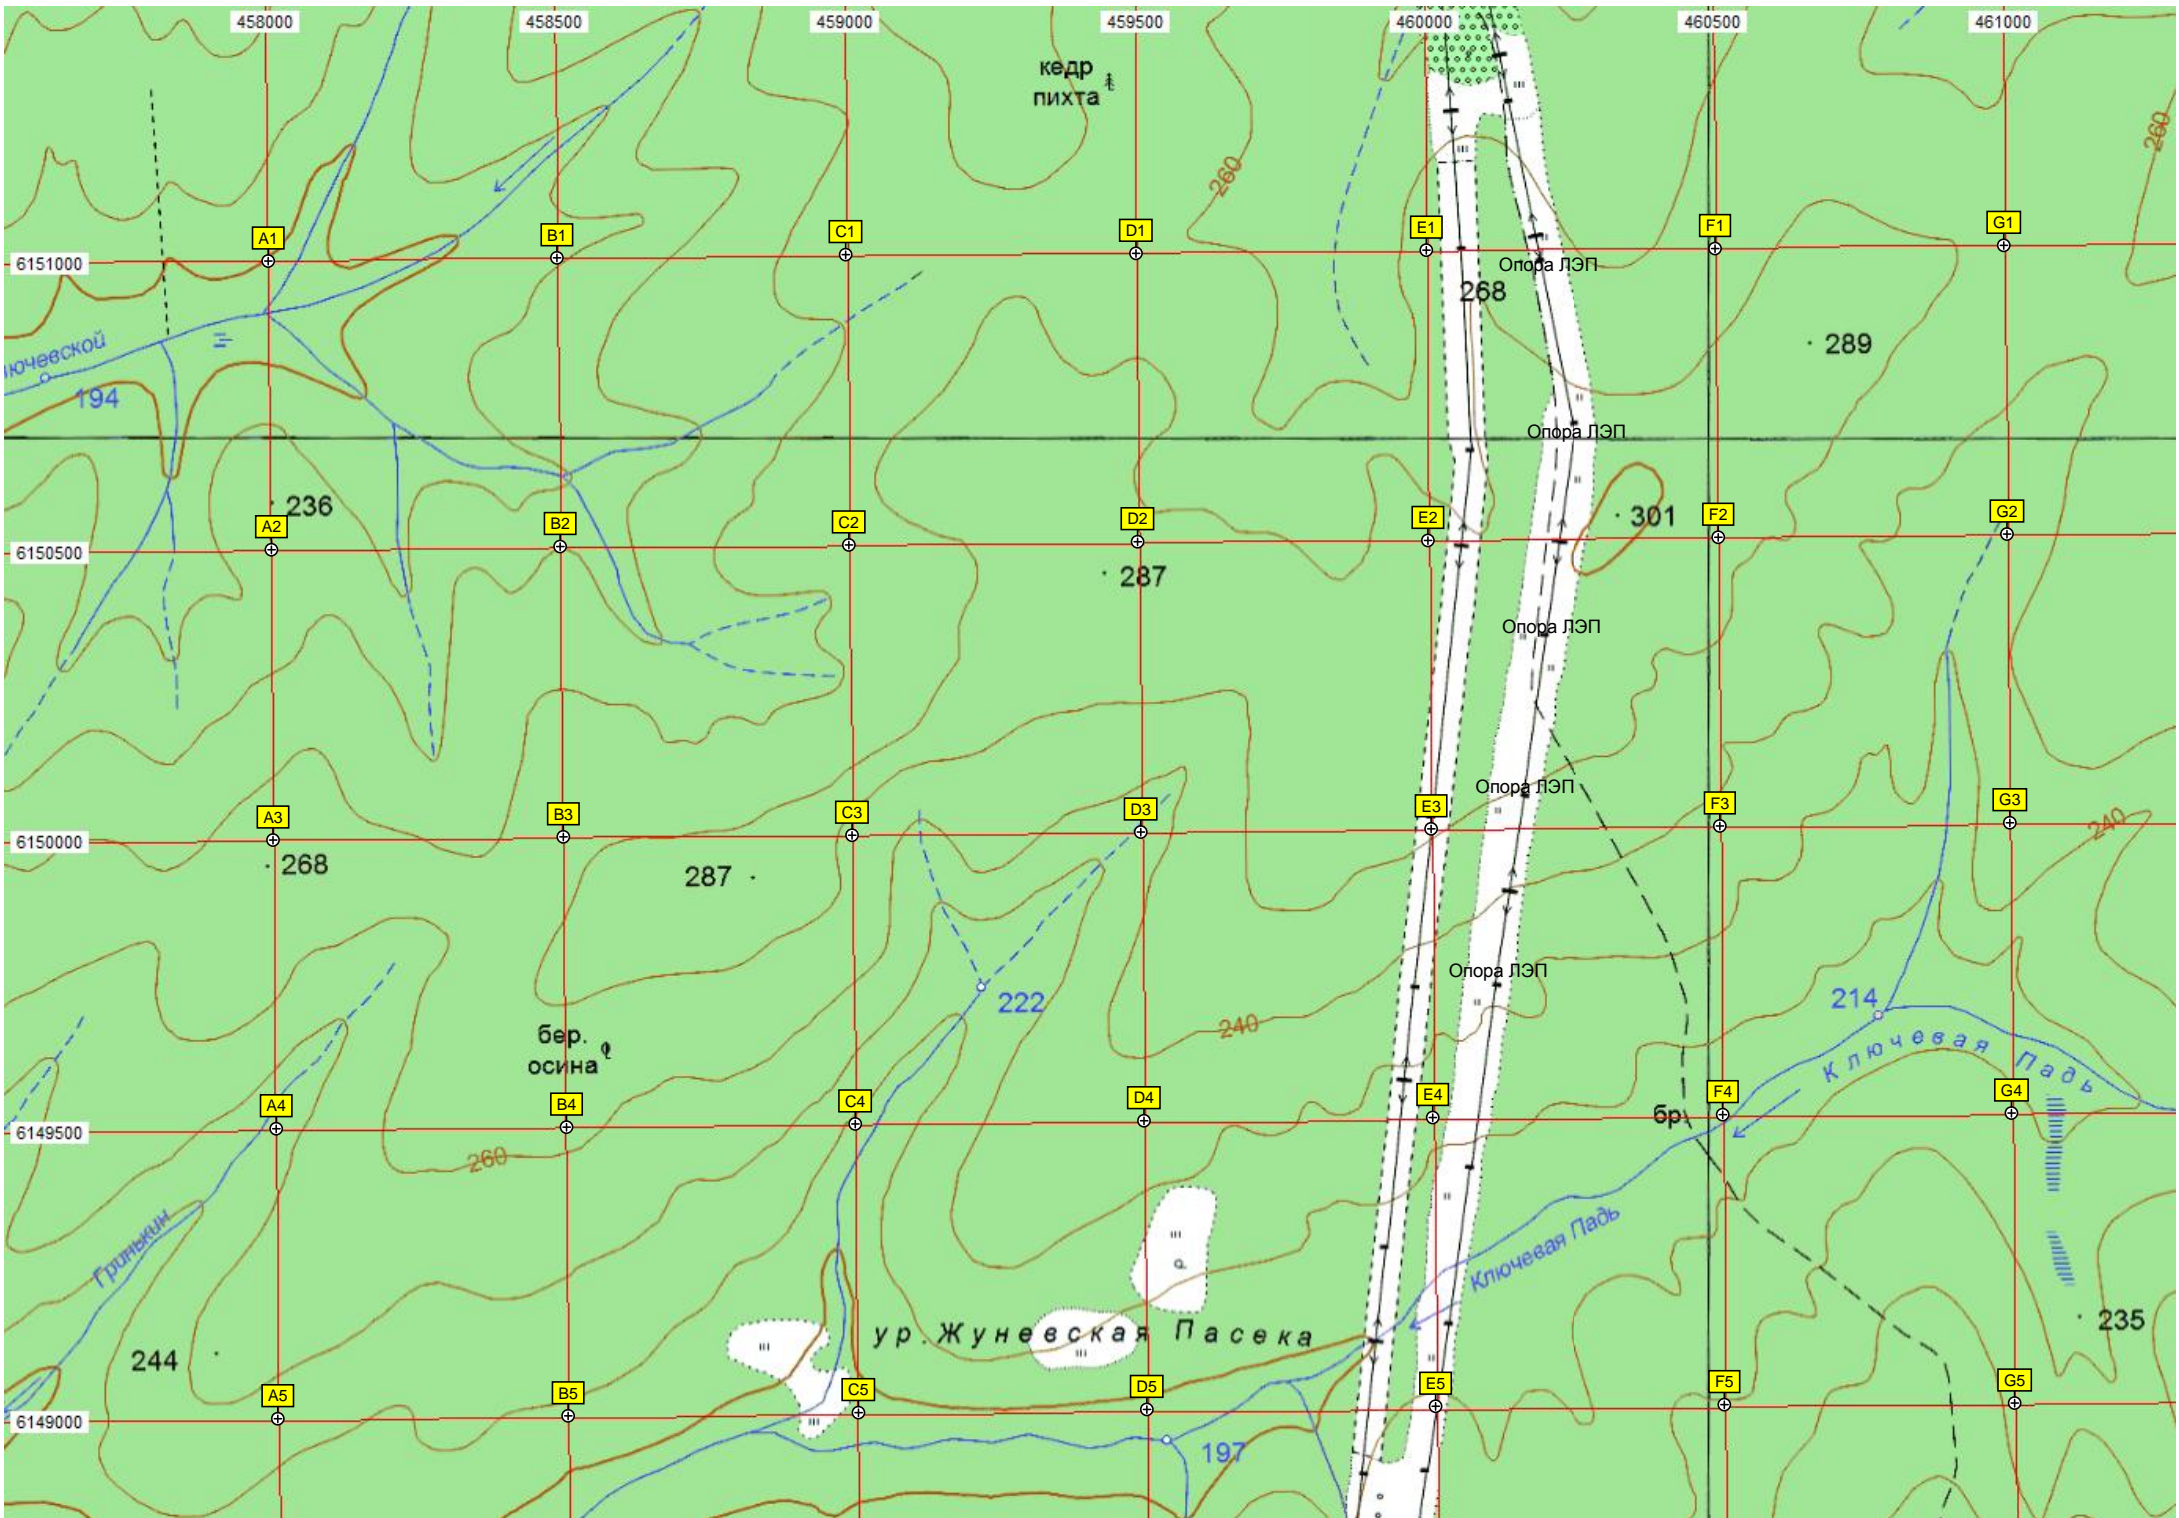 458000 458500 459000 459500 460000 460500 461000
кедр
пихта
260
260
A1 B1 C1 D1 E1 F1 G1
6151000
Опора ЛЭП
268
289
лючевской
194
Опора ЛЭП
236
301
A2 B2 C2 D2 E2 F2 G2
6150500
287
Опора ЛЭП
Опора ЛЭП
A3 B3 C3 D3 E3 F3 G3
240
6150000
268
287
Опора ЛЭП
222
214
240
бер.
осина
Ключевая Падь
A4 B4 C4 D4 E4 F4 G4
бр.
6149500
260
Гринькин
Ключевая Падь
235
ур. Жуневская Пасека
244
A5 B5 C5 D5 E5 F5 G5
6149000
197